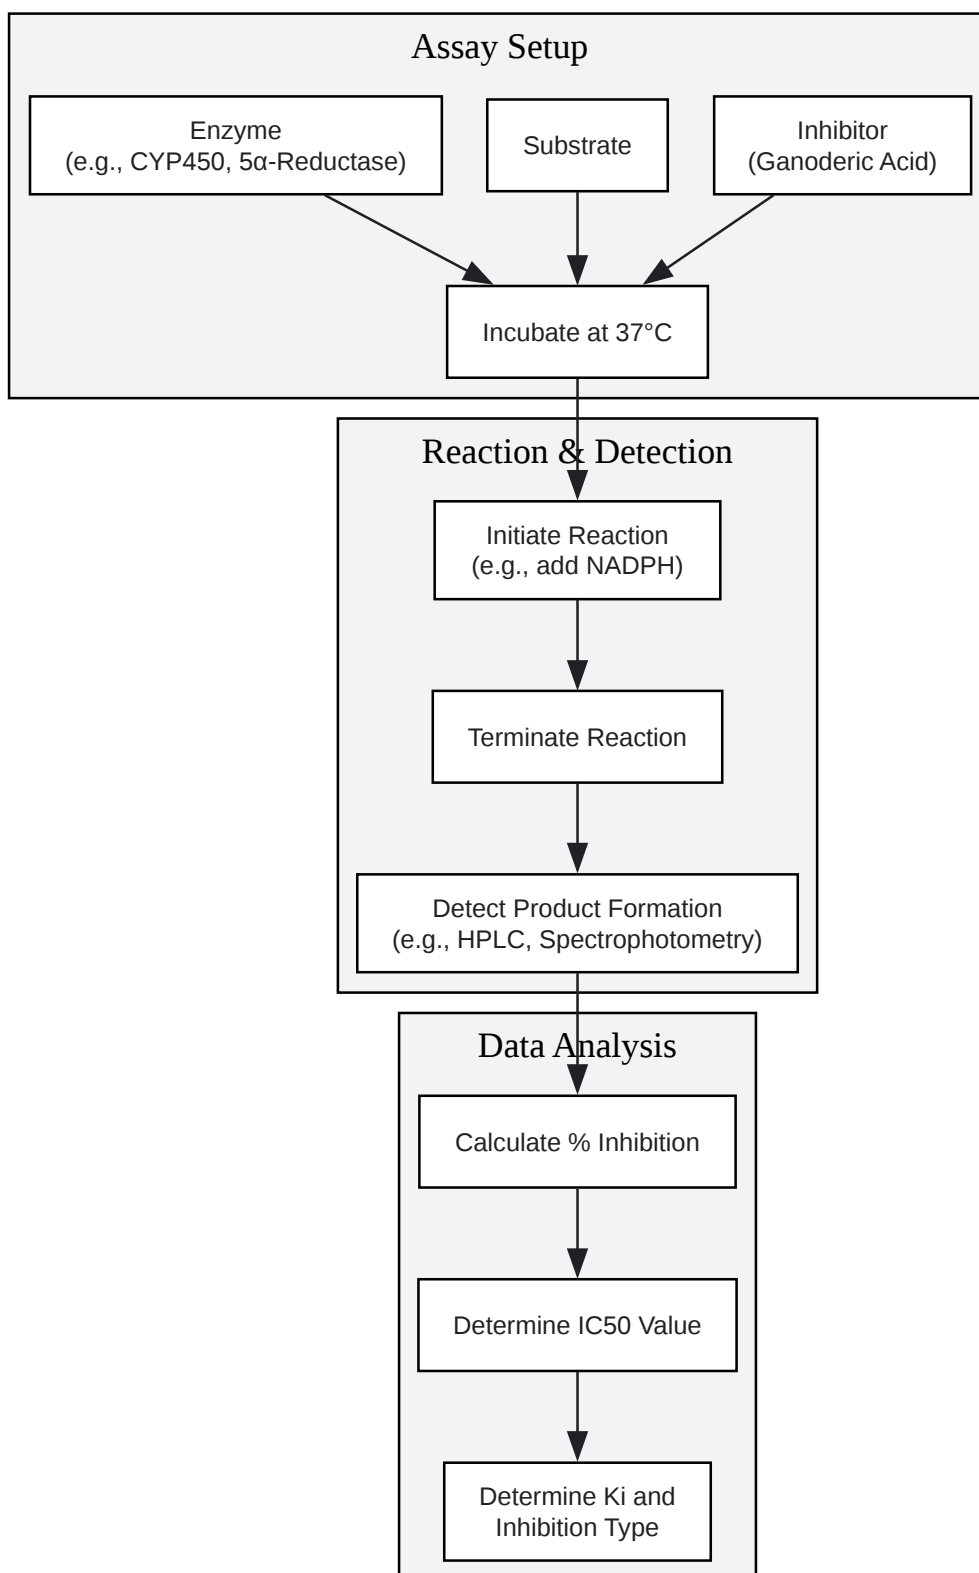 Assay Setup
Enzyme
(e.g., CYP450, 5α-Reductase)
Substrate
Inhibitor
(Ganoderic Acid)
Incubate at 37°C
Reaction & Detection
Initiate Reaction
(e.g., add NADPH)
Terminate Reaction
Detect Product Formation
(e.g., HPLC, Spectrophotometry)
Data Analysis
Calculate % Inhibition
Determine IC50 Value
Determine Ki and
Inhibition Type